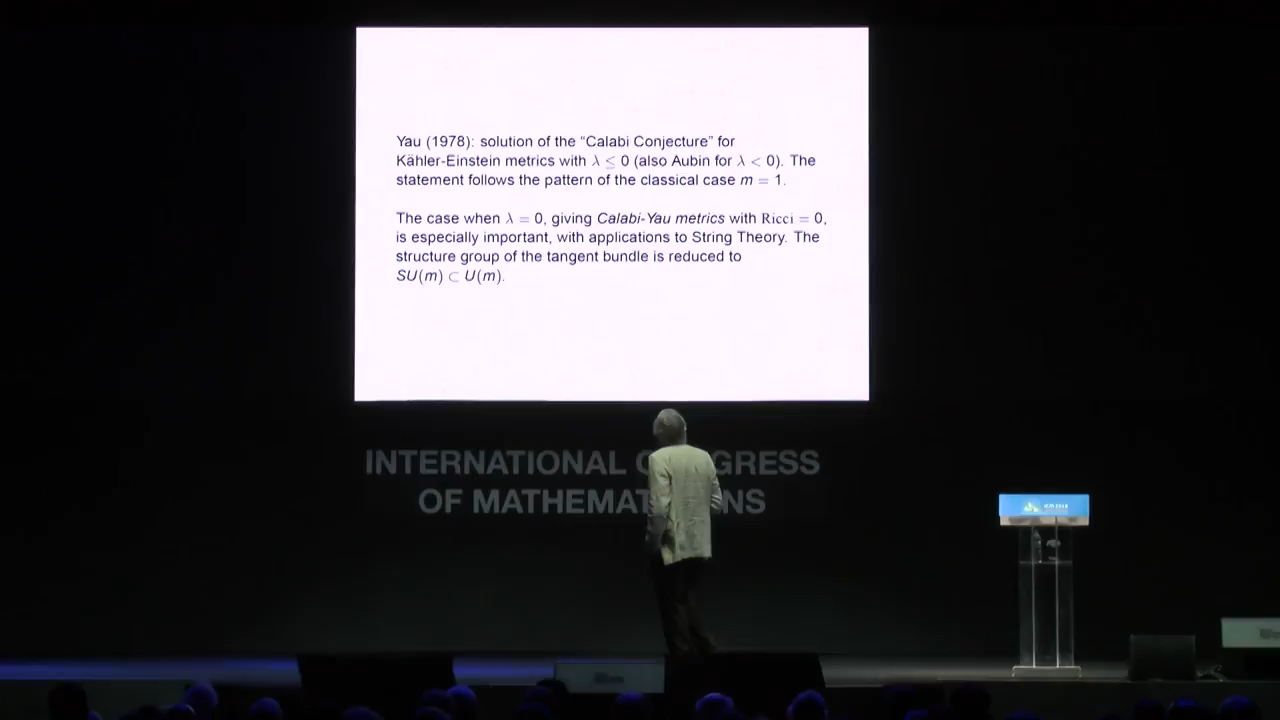 Yau (1978): solution of the “Calabi Conjecture” for
Kähler-Einstein metrics with λ ≤ 0 (also Aubin for λ < 0). The
statement follows the pattern of the classical case m = 1.
The case when λ = 0, giving Calabi-Yau metrics with Ricci = 0,
is especially important, with applications to String Theory. The
structure group of the tangent bundle is reduced to
SU(m) ⊂ U(m).
INTERNATIONAL
OF